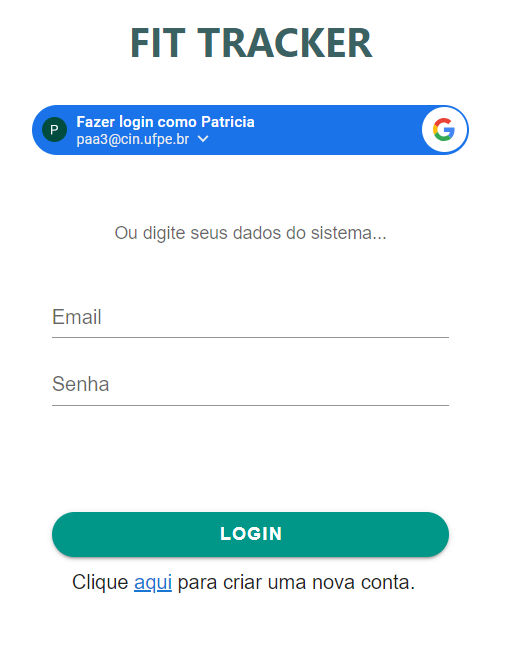 FIT TRACKER
P
Fazer login como Patricia
paa3@cin.ufpe.br
G
Ou digite seus dados do sistema...
Email
Senha
LOGIN
Clique aqui para criar uma nova conta.